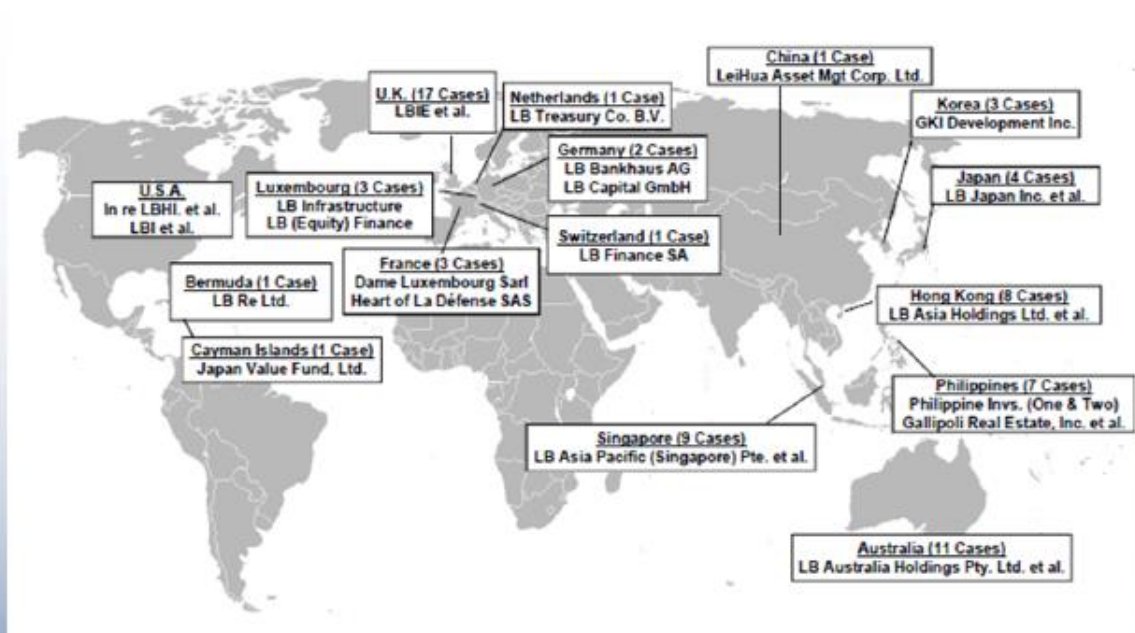 China (1 Case)
LeiHua Asset Mgt Corp. Ltd.
U.K. (17 Cases)
LBIE et al.
Netherlands (1 Case)
LB Treasury Co. B.V.
Korea (3 Cases)
GKI Development Inc.
Germany (2 Cases)
LB Bankhaus AG
LB Capital GmbH
Japan (4 Cases)
LB Japan Inc. et al.
U.S.A.
In re LBHI. et al.
LBI et al.
Luxembourg (3 Cases)
LB Infrastructure
LB (Equity) Finance
Switzerland (1 Case)
LB Finance SA
France (3 Cases)
Dame Luxembourg Sarl
Heart of La Défense SAS
Bermuda (1 Case)
LB Re Ltd.
Hong Kong (8 Cases)
LB Asia Holdings Ltd. et al.
Cayman Islands (1 Case)
Japan Value Fund, Ltd.
Philippines (7 Cases)
Philippine Invs. (One & Two)
Gallipoli Real Estate, Inc. et al.
Singapore (9 Cases)
LB Asia Pacific (Singapore) Pte. et al.
Australia (11 Cases)
LB Australia Holdings Pty. Ltd. et al.